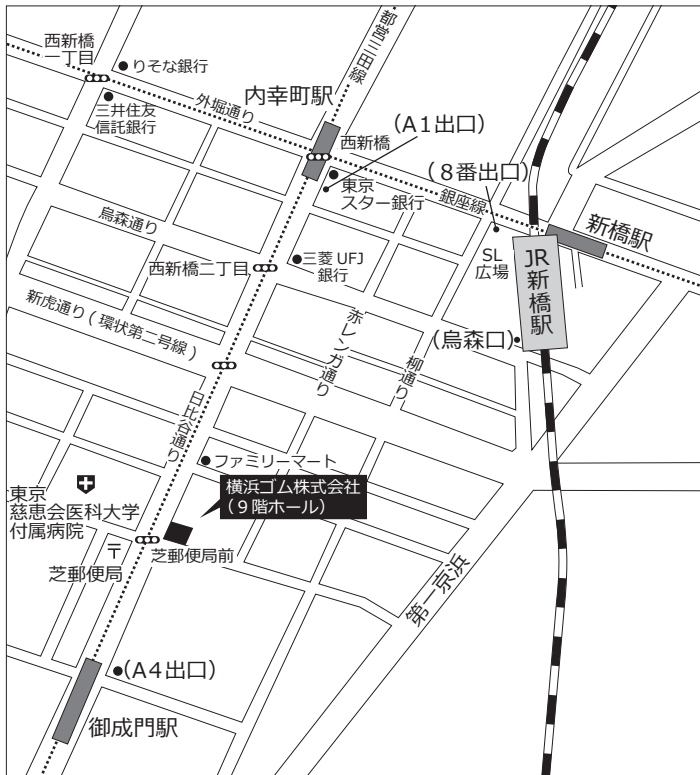 都営三田線
西新橋
一丁目
りそな銀行
内幸町駅
三井住友
信託銀行
外堀通り
西新橋
(A1出口)
(8番出口)
東京
スター銀行
銀座線
新橋駅
烏森通り
SL
広場
JR新橋駅
西新橋二丁目
三菱UFJ
銀行
新虎通り(環状第二号線)
赤レンガ通り
柳通り
(烏森口)
日比谷通り
ファミリーマート
横浜ゴム株式会社
(9階ホール)
東京
慈恵会医科大学
付属病院
〒
芝郵便局
芝郵便局前
第一京浜
(A4出口)
御成門駅